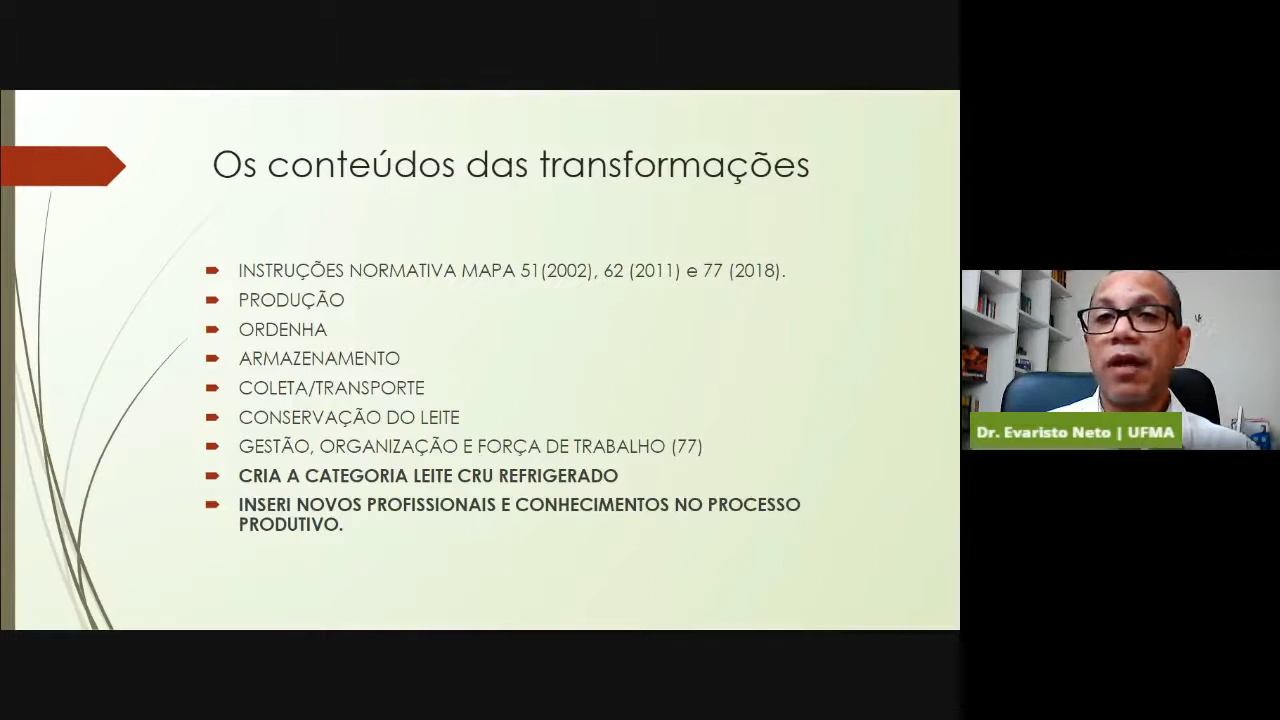 Os conteúdos das transformações
INSTRUÇÕES NORMATIVA MAPA 51(2002), 62 (2011) e 77 (2018).
PRODUÇÃO
ORDENHA
ARMAZENAMENTO
COLETA/TRANSPORTE
CONSERVAÇÃO DO LEITE
GESTÃO, ORGANIZAÇÃO E FORÇA DE TRABALHO (77)
CRIA A CATEGORIA LEITE CRU REFRIGERADO
INSERI NOVOS PROFISSIONAIS E CONHECIMENTOS NO PROCESSO
PRODUTIVO.
Dr. Evaristo Neto | UFMA